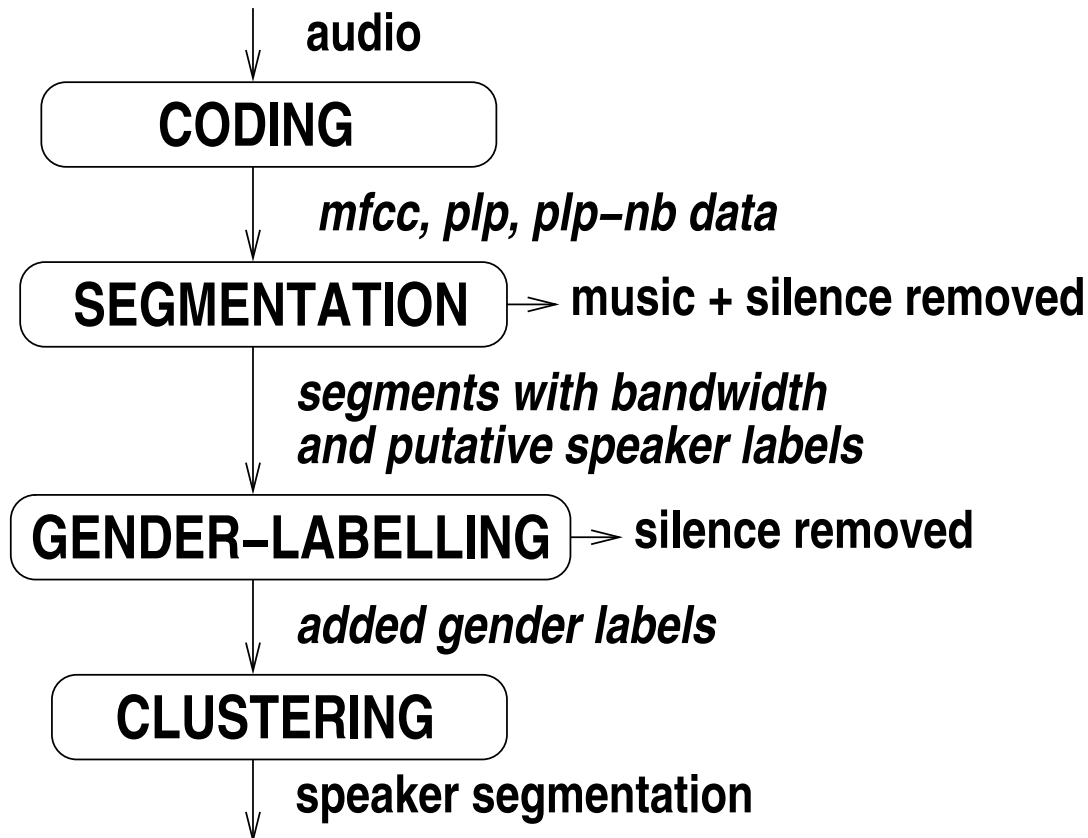 audio
CODING
mfcc, plp, plp–nb data
SEGMENTATION
music + silence removed
segments with bandwidth
and putative speaker labels
GENDER–LABELLING
silence removed
added gender labels
CLUSTERING
speaker segmentation